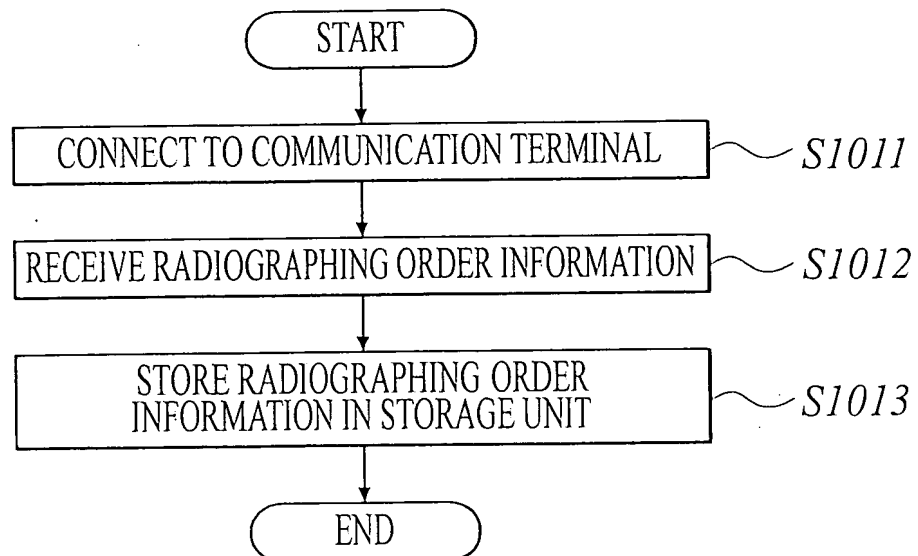 START
CONNECT TO COMMUNICATION TERMINAL
S1011
RECEIVE RADIOGRAPHING ORDER INFORMATION
S1012
STORE RADIOGRAPHING ORDER
INFORMATION IN STORAGE UNIT
S1013
END